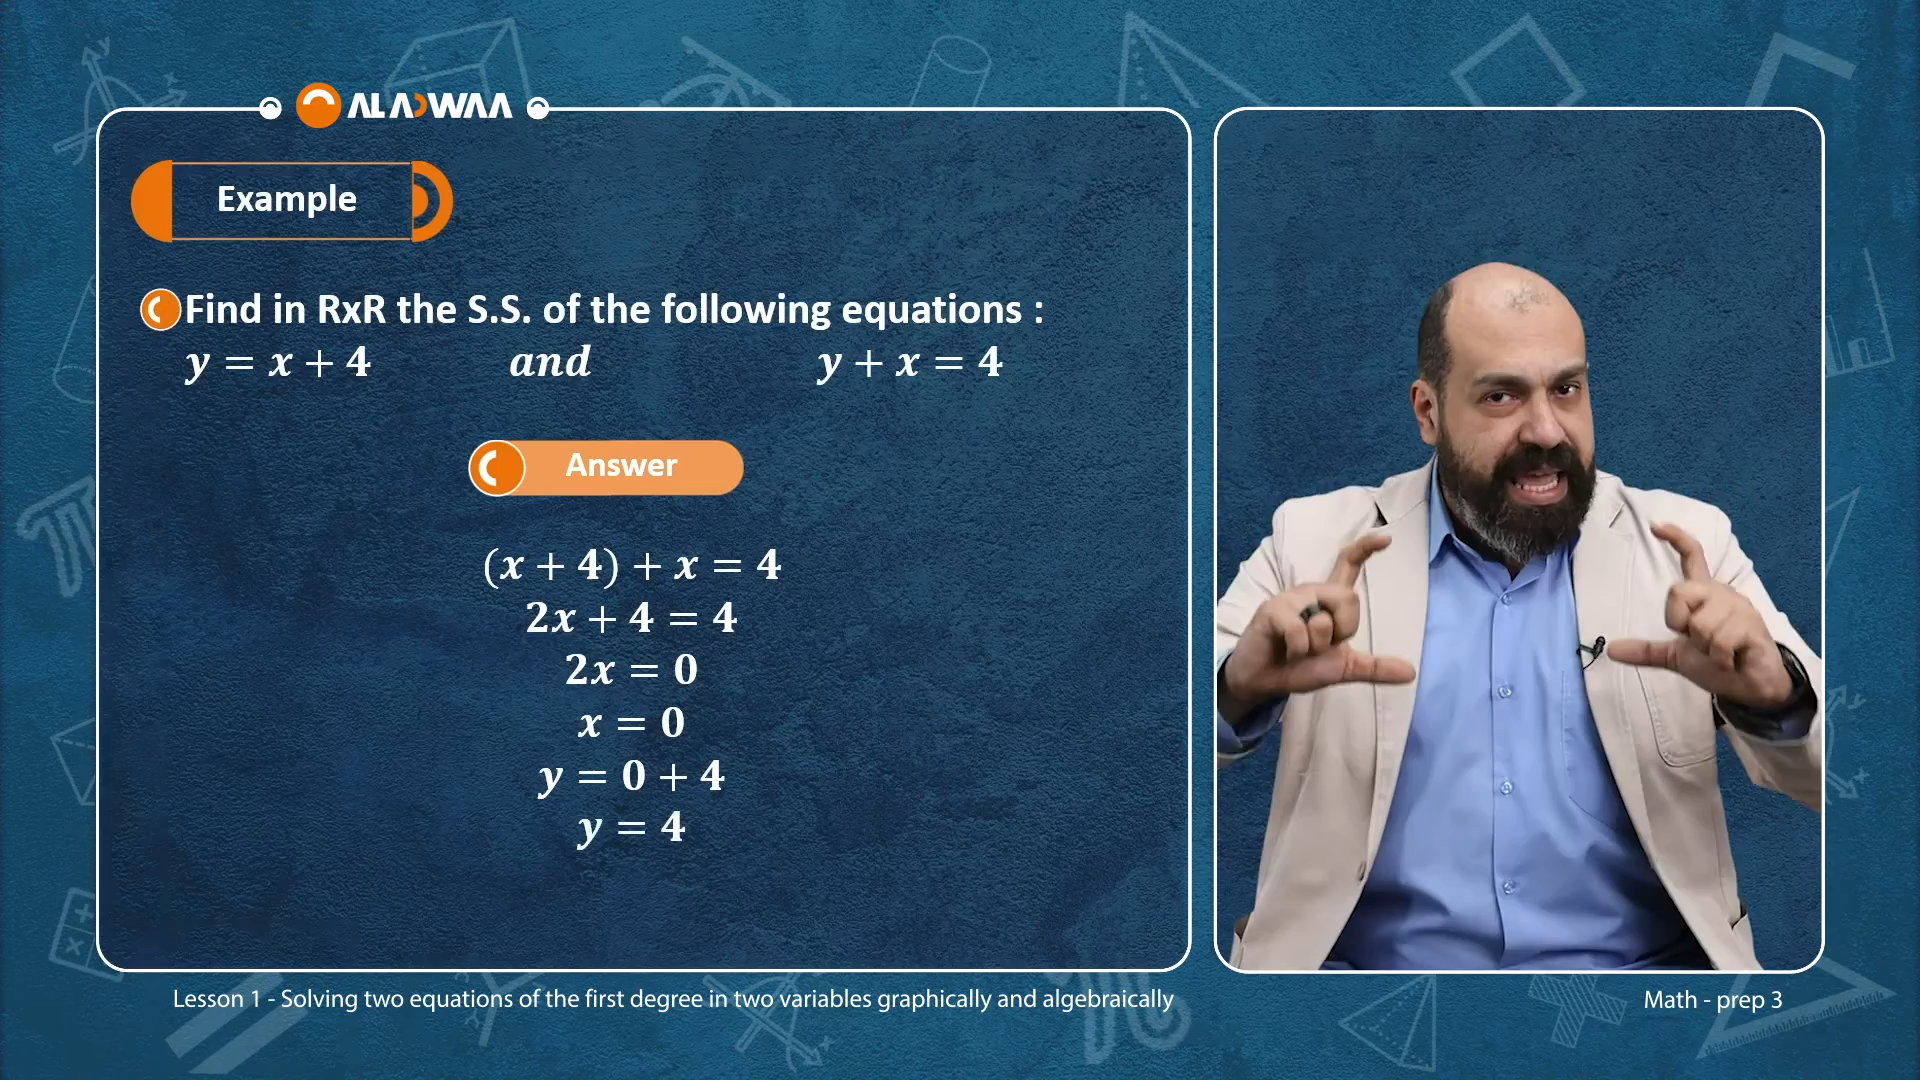 ALADWAA
Example
Find in RxR the S.S. of the following equations :
y = x + 4 and y + x = 4
Answer
(x + 4) + x = 4
2x + 4 = 4
2x = 0
x = 0
y = 0 + 4
y = 4
Lesson 1 - Solving two equations of the first degree in two variables graphically and algebraically
Math - prep 3